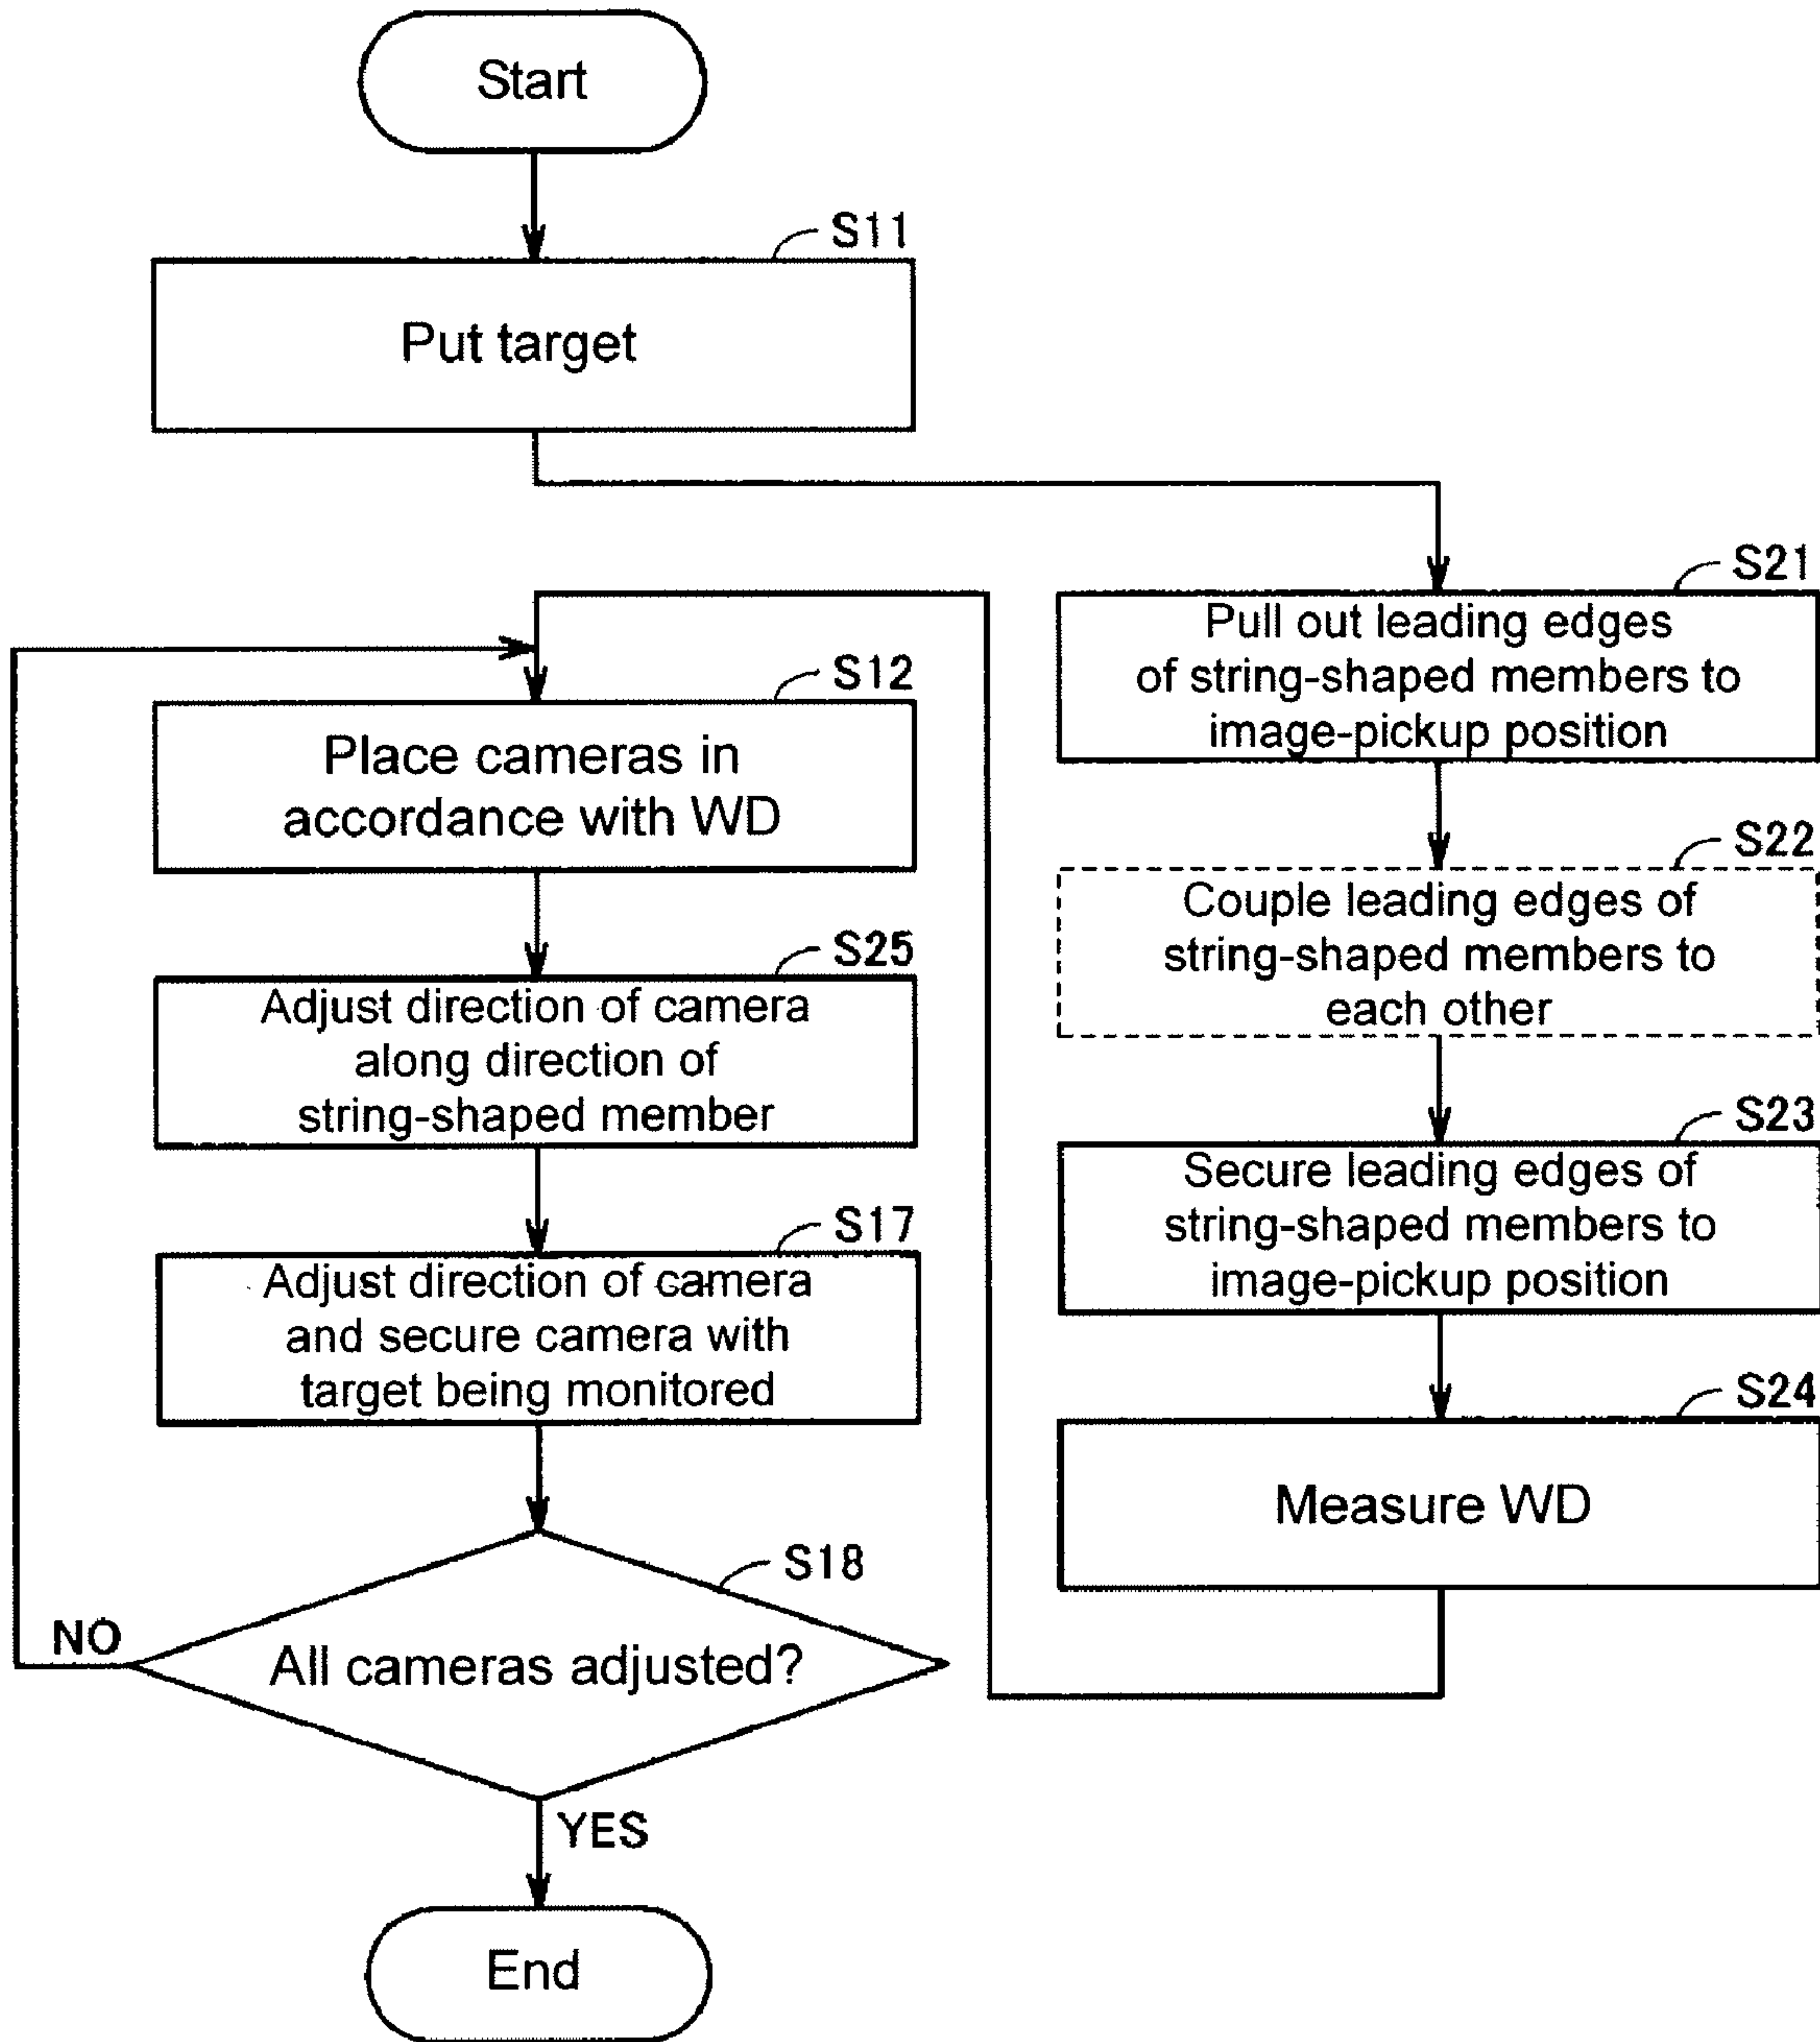 Start
S11
Put target
S21
Pull out leading edges
of string-shaped members to
image-pickup position
S22
Couple leading edges of
string-shaped members to
each other
S23
Secure leading edges of
string-shaped members to
image-pickup position
S24
Measure WD
S12
Place cameras in
accordance with WD
S25
Adjust direction of camera
along direction of
string-shaped member
S17
Adjust direction of camera
and secure camera with
target being monitored
S18
All cameras adjusted?
NO
YES
End